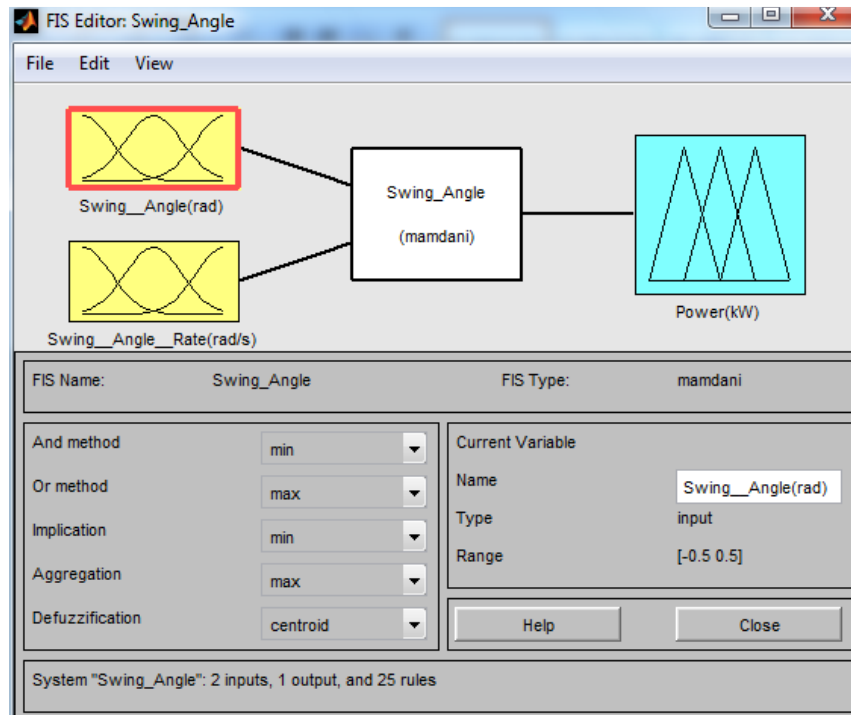 FIS Editor: Swing_Angle
File Edit View
Swing__Angle(rad)
Swing__Angle__Rate(rad/s)
Swing_Angle
(mamdani)
Power(kW)
FIS Name: Swing_Angle FIS Type: mamdani
And method min
Or method max
Implication min
Aggregation max
Defuzzification centroid
Current Variable
Name Swing__Angle(rad)
Type input
Range [-0.5 0.5]
Help Close
System "Swing_Angle": 2 inputs, 1 output, and 25 rules